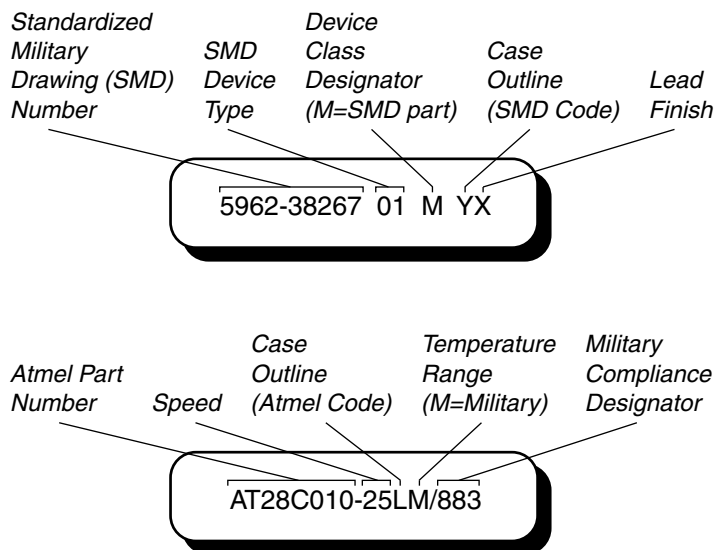 Standardized
Military
Drawing (SMD)
Number
SMD
Device
Type
Device
Class
Designator
(M=SMD part)
Case
Outline
(SMD Code)
Lead
Finish
5962-38267 01 M YX
Atmel Part
Number
Speed
Case
Outline
(Atmel Code)
Temperature
Range
(M=Military)
Military
Compliance
Designator
AT28C010-25LM/883